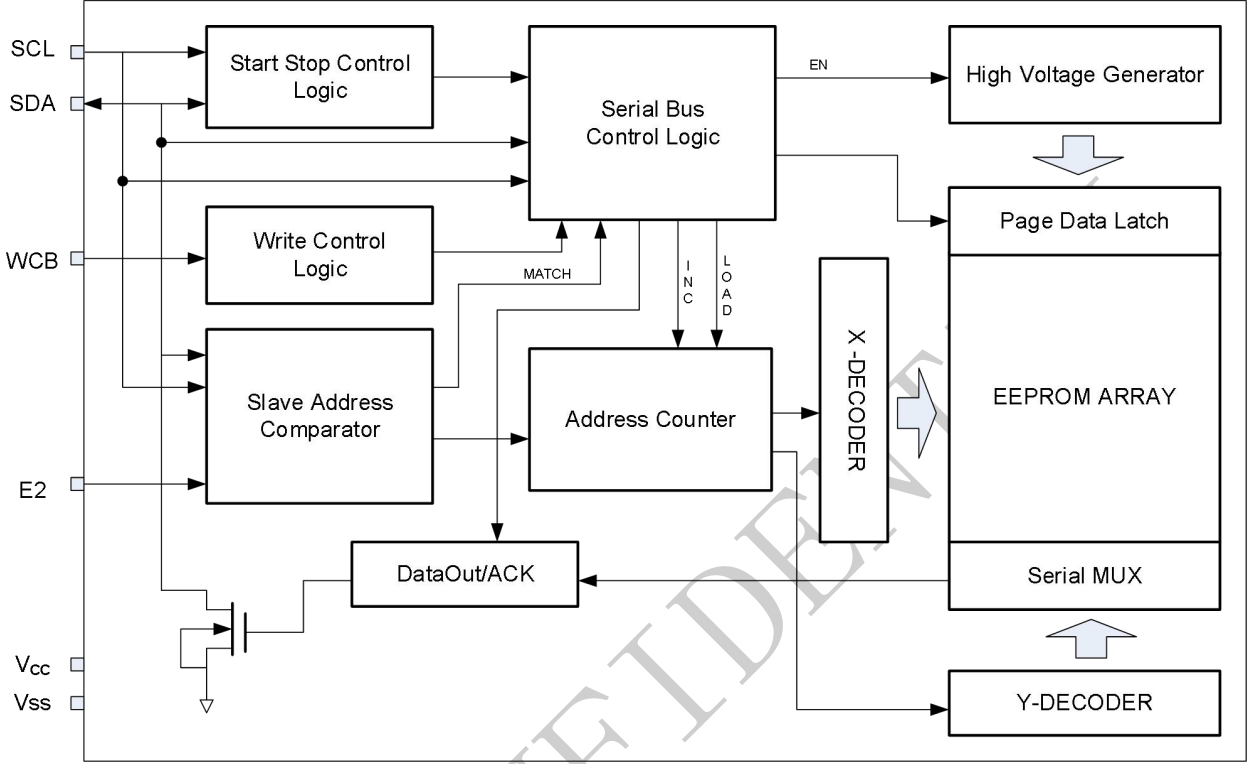 SCL
SDA
WCB
E2
Vcc
Vss
Start Stop Control
Logic
Serial Bus
Control Logic
EN
High Voltage Generator
Write Control
Logic
MATCH
INC
LOAD
Page Data Latch
Slave Address
Comparator
Address Counter
X-DECODER
EEPROM ARRAY
DataOut/ACK
Serial MUX
Y-DECODER